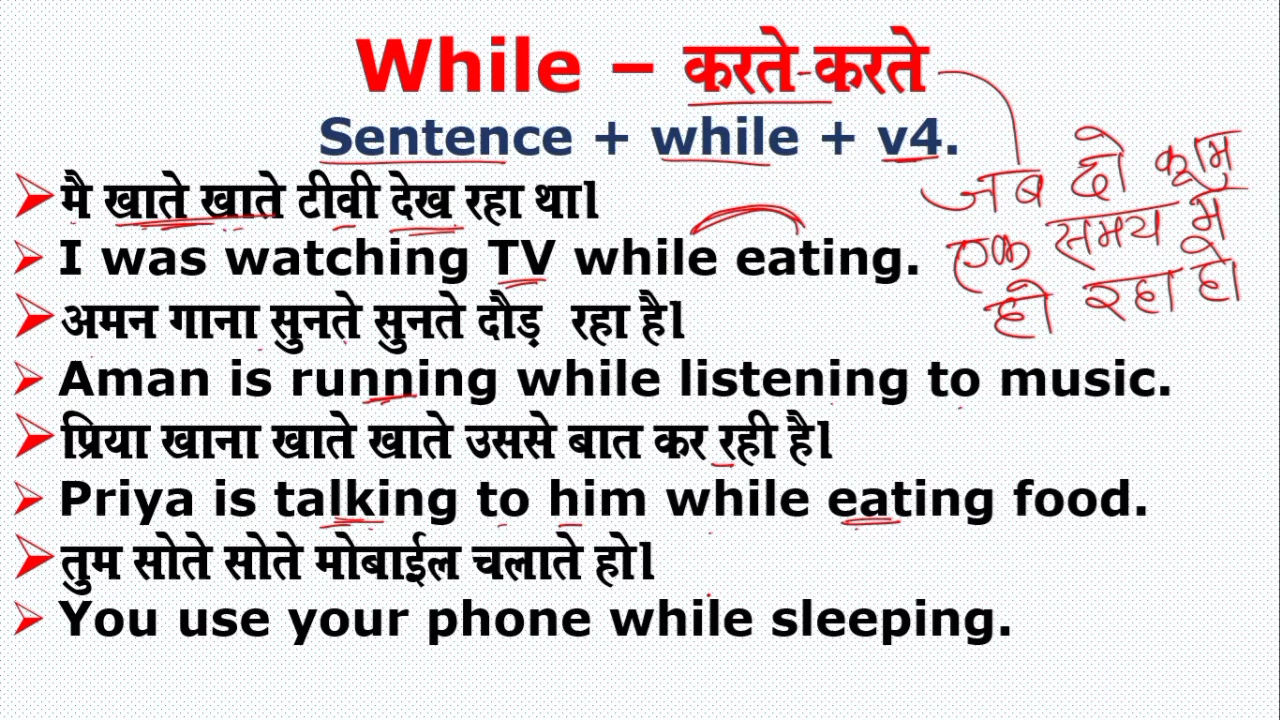 While – करते-करते
Sentence + while + v4.
मै खाते खाते टीवी देख रहा था।
I was watching TV while eating.
अमन गाना सुनते सुनते दौड़ रहा है।
Aman is running while listening to music.
प्रिया खाना खाते खाते उससे बात कर रही है।
Priya is talking to him while eating food.
तुम सोते सोते मोबाईल चलाते हो।
You use your phone while sleeping.
जब दो काम
एक समय में
हो रहा हो